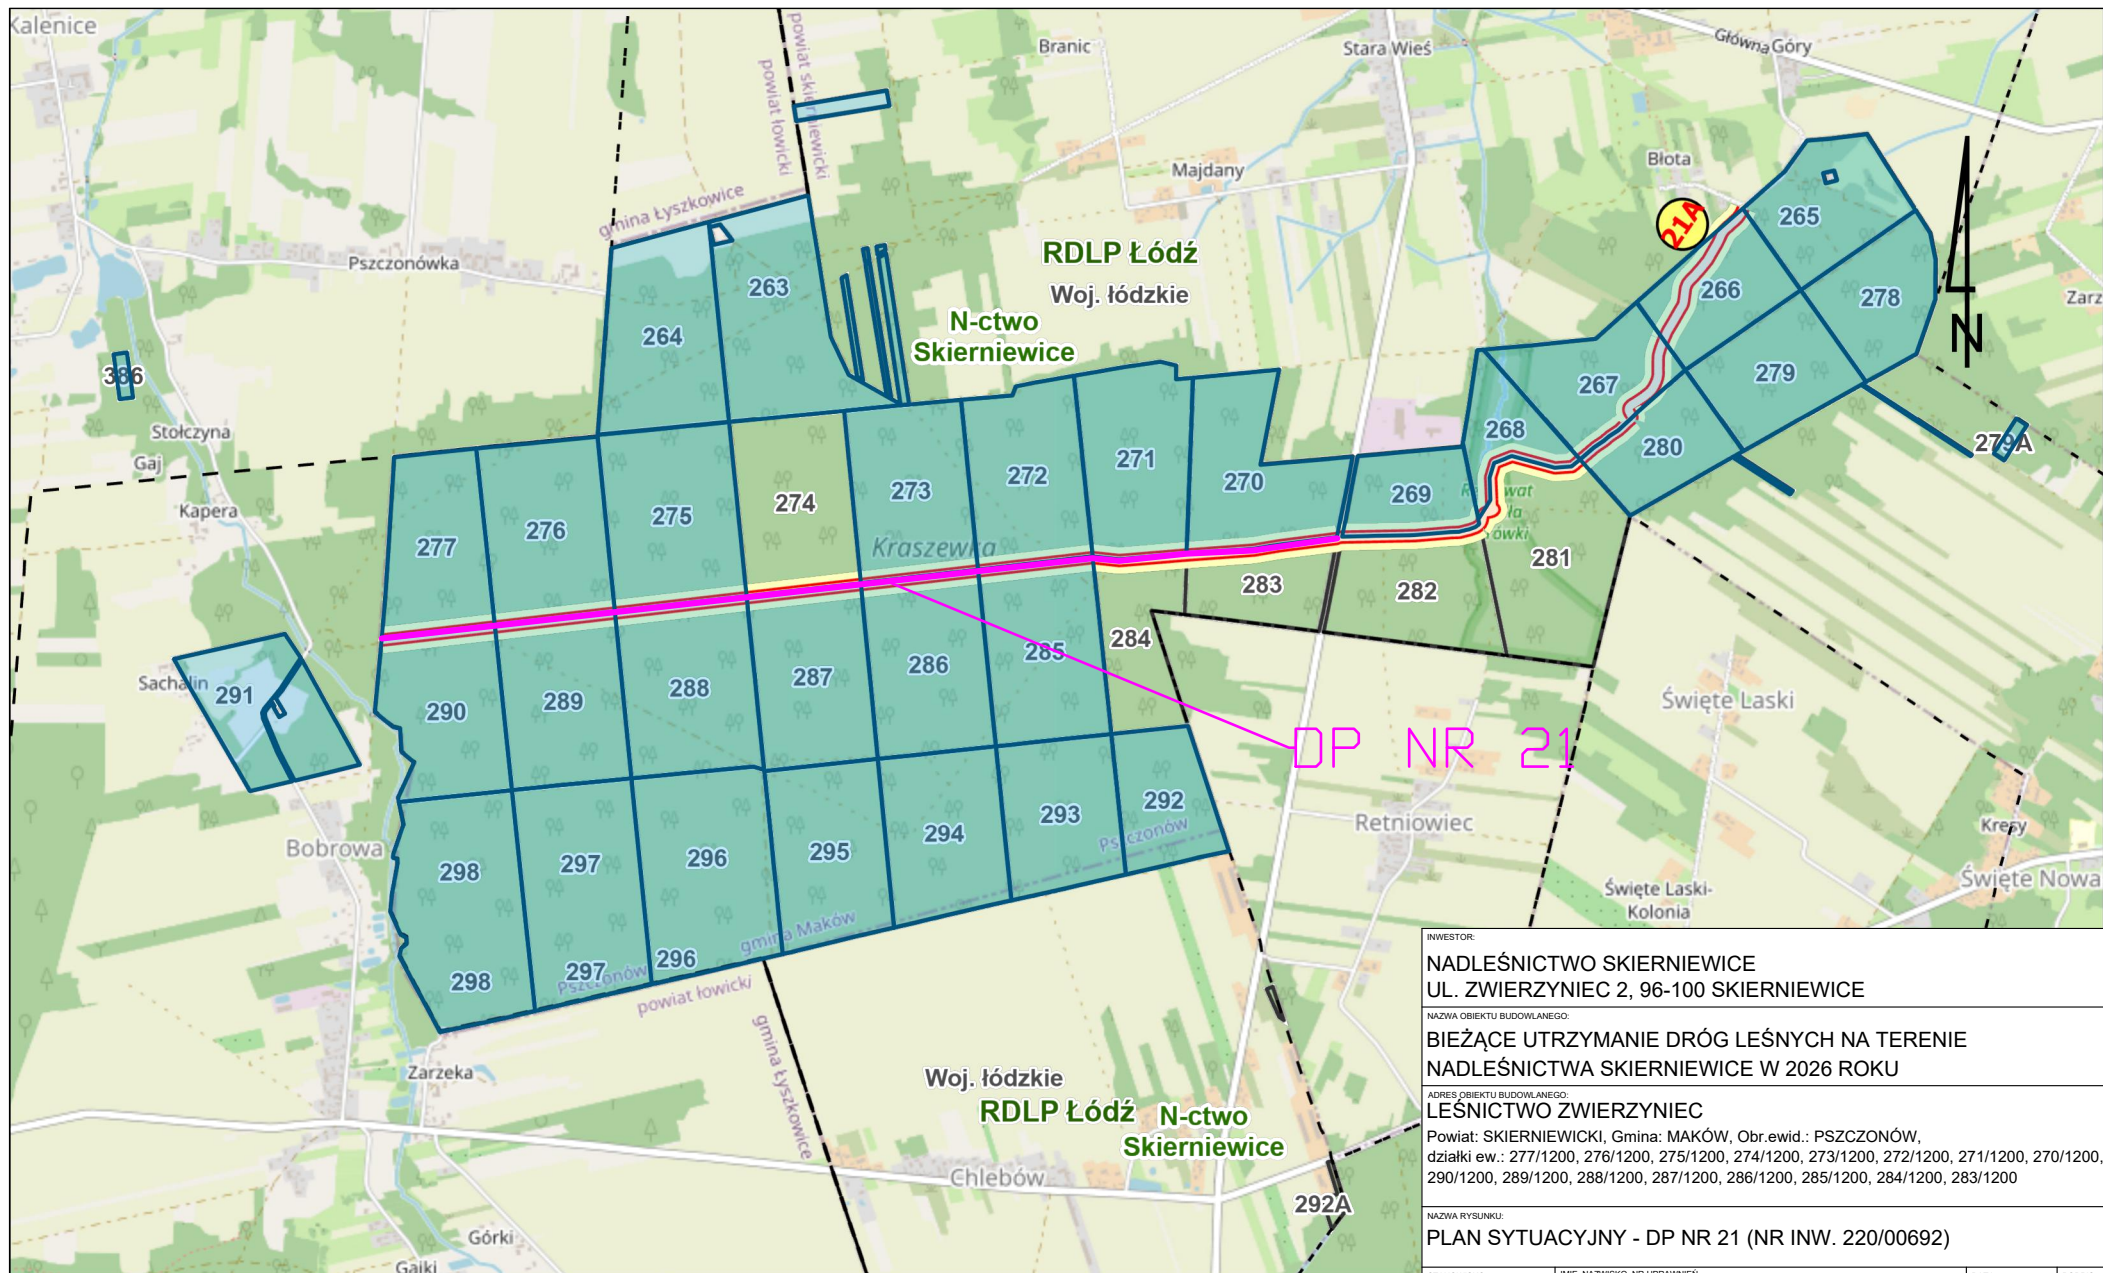 Kalenice
powiat skierniewicki
powiat łowicki
Branic
Stara Wieś
Główna
Góry
Błota
Majdany
gmina Łyszkowice
Pszczonówka
RDLP Łódź
Woj. łódzkie
N-ctwo
Skierniewice
21A
265
266
278
N
263
264
386
267
279
Stołczyna
Gaj
268
280
279A
Kapera
277
276
275
274
273
272
271
270
269
Kraszewka
281
282
283
284
Sachalin
291
290
289
288
287
286
285
Święte Laski
DP NR 21
Retniowiec
Bobrowa
298
297
296
295
294
293
292
Pszczonów
Kresy
Święte Nowa
Święte Laski-
Kolonia
gmina Maków
298
297
296
Pszczonów
powiat łowicki
gmina Łyszkowice
Zarzeka
Woj. łódzkie
RDLP Łódź
N-ctwo
Skierniewice
Chlebów
292A
Górki
Gajki
INWESTOR:
NADLEŚNICTWO SKIERNIEWICE
UL. ZWIERZYNIEC 2, 96-100 SKIERNIEWICE
NAZWA OBIEKTU BUDOWLANEGO:
BIEŻĄCE UTRZYMANIE DRÓG LEŚNYCH NA TERENIE
NADLEŚNICTWA SKIERNIEWICE W 2026 ROKU
ADRES OBIEKTU BUDOWLANEGO:
LEŚNICTWO ZWIERZYNIEC
Powiat: SKIERNIEWICKI, Gmina: MAKÓW, Obr.ewid.: PSZCZONÓW,
działki ew.: 277/1200, 276/1200, 275/1200, 274/1200, 273/1200, 272/1200, 271/1200, 270/1200,
290/1200, 289/1200, 288/1200, 287/1200, 286/1200, 285/1200, 284/1200, 283/1200
NAZWA RYSUNKU:
PLAN SYTUACYJNY - DP NR 21 (NR INW. 220/00692)